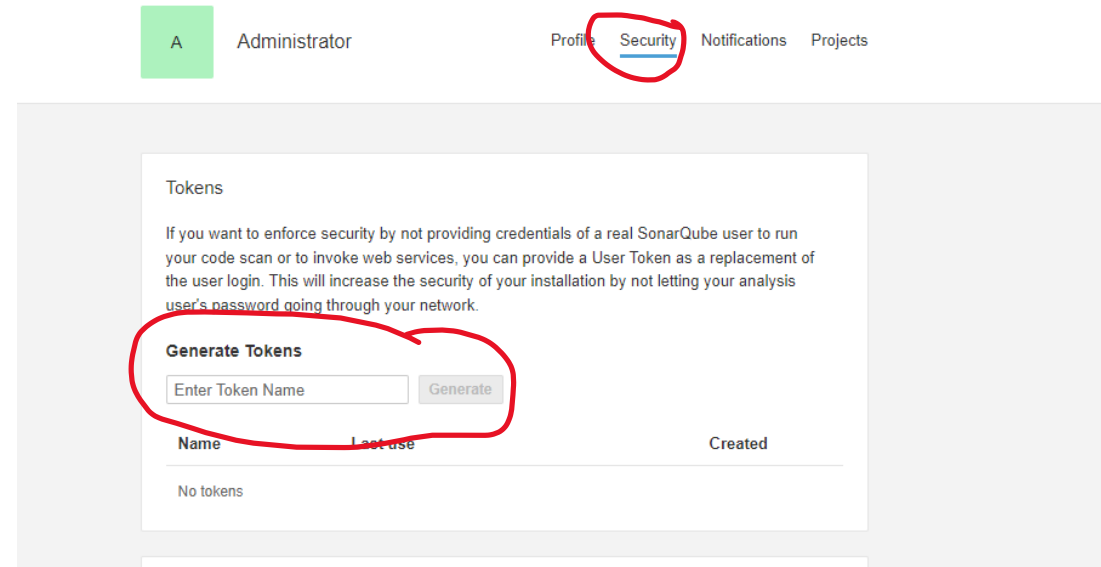 A
Administrator
Profile Security Notifications Projects
Tokens
If you want to enforce security by not providing credentials of a real SonarQube user to run
your code scan or to invoke web services, you can provide a User Token as a replacement of
the user login. This will increase the security of your installation by not letting your analysis
user's password going through your network.
Generate Tokens
Enter Token Name Generate
Name Last use Created
No tokens